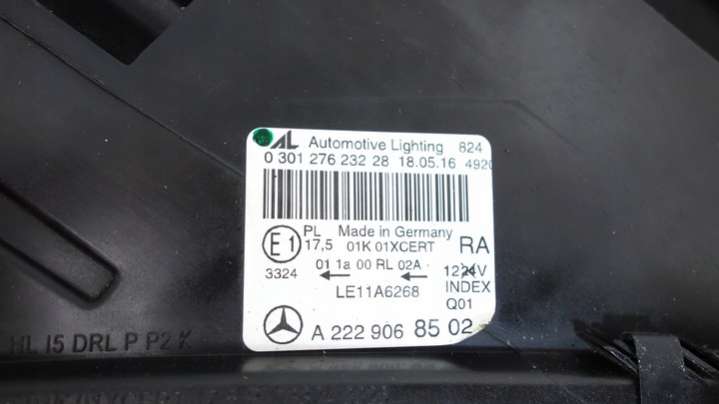 AL Automotive Lighting 824
0 301 276 232 28 18.05.16 4920
PL Made in Germany
E1 17,5 01K 01XCERT RA
3324 01 1a 00 RL 02A 12/24V
LE11A6268 INDEX
Q01
A 222 906 85 02
HL I5 DRL P P2 K